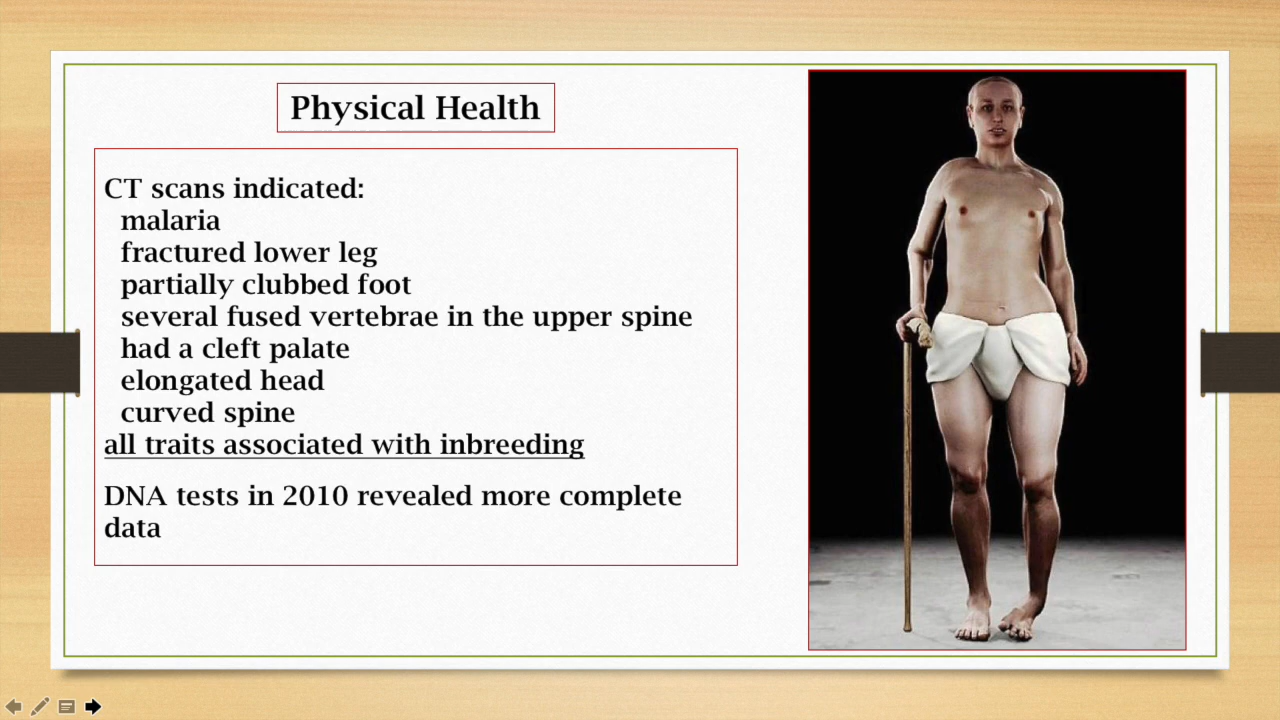 Physical Health
CT scans indicated:
malaria
fractured lower leg
partially clubbed foot
several fused vertebrae in the upper spine
had a cleft palate
elongated head
curved spine
all traits associated with inbreeding
DNA tests in 2010 revealed more complete
data